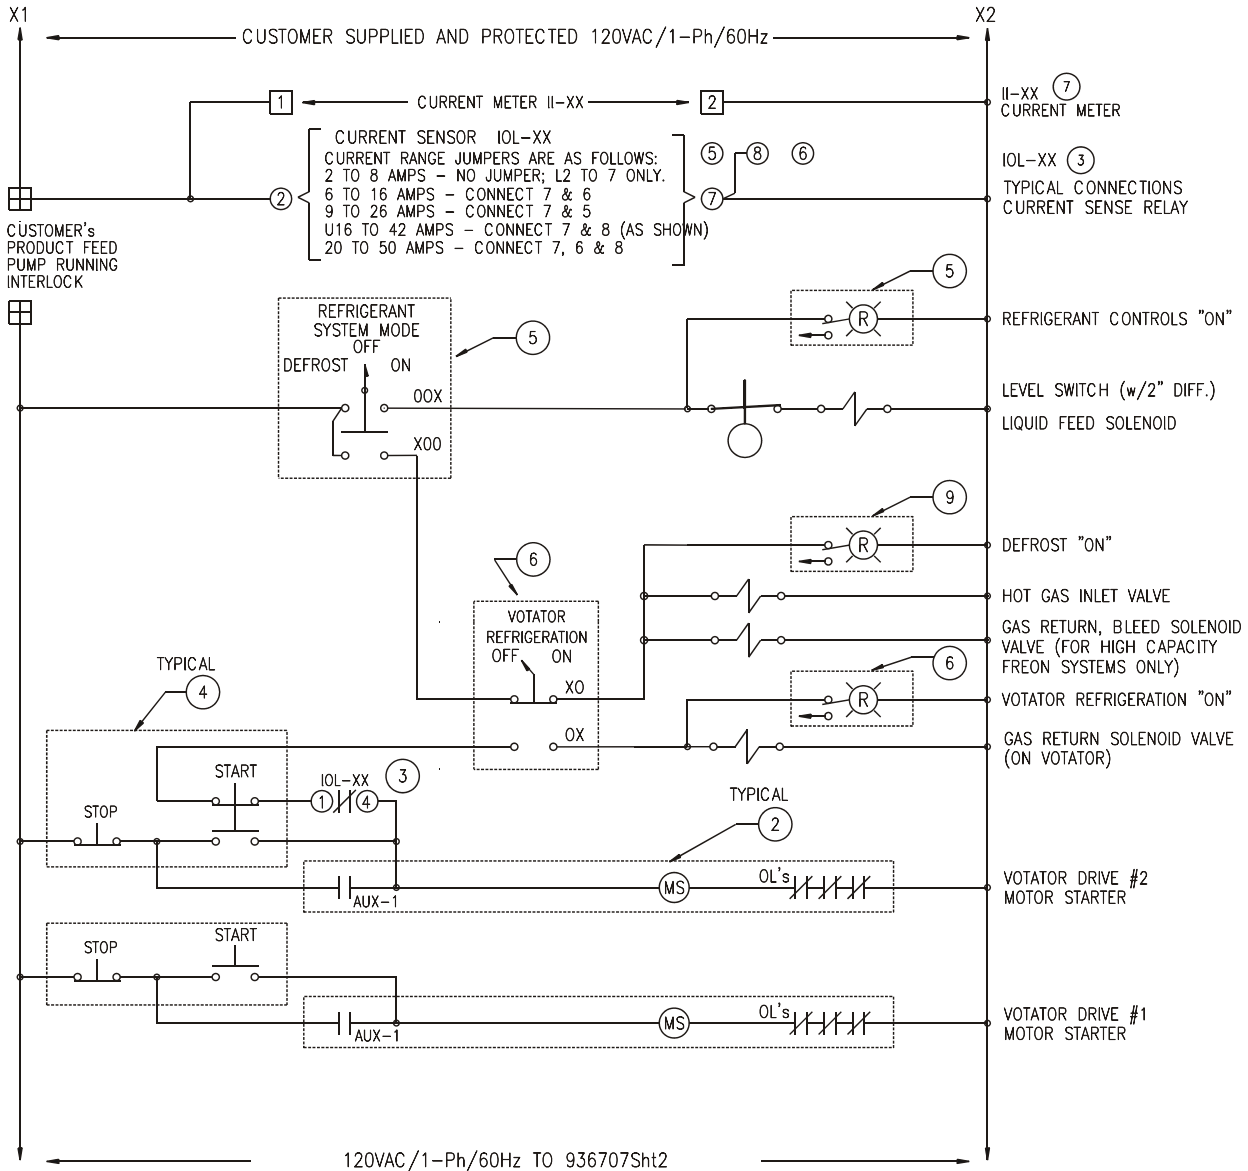 X1
X2
CUSTOMER SUPPLIED AND PROTECTED 120VAC/1-Ph/60Hz
1
CURRENT METER II-XX
2
II-XX 7
CURRENT METER
CURRENT SENSOR IOL-XX
CURRENT RANGE JUMPERS ARE AS FOLLOWS:
2 TO 8 AMPS - NO JUMPER; L2 TO 7 ONLY.
6 TO 16 AMPS - CONNECT 7 & 6
9 TO 26 AMPS - CONNECT 7 & 5
U16 TO 42 AMPS - CONNECT 7 & 8 (AS SHOWN)
20 TO 50 AMPS - CONNECT 7, 6 & 8
2
5
8
6
7
IOL-XX 3
TYPICAL CONNECTIONS
CURRENT SENSE RELAY
CUSTOMER's
PRODUCT FEED
PUMP RUNNING
INTERLOCK
REFRIGERANT
SYSTEM MODE
OFF
DEFROST
ON
OOX
XOO
5
5
R
REFRIGERANT CONTROLS "ON"
LEVEL SWITCH (w/2" DIFF.)
LIQUID FEED SOLENOID
9
R
DEFROST "ON"
HOT GAS INLET VALVE
6
VOTATOR
REFRIGERATION
OFF
ON
XO
OX
GAS RETURN, BLEED SOLENOID
VALVE (FOR HIGH CAPACITY
FREON SYSTEMS ONLY)
6
R
VOTATOR REFRIGERATION "ON"
GAS RETURN SOLENOID VALVE
(ON VOTATOR)
TYPICAL
4
START
STOP
IOL-XX
3
1
4
TYPICAL
2
AUX-1
MS
OL's
VOTATOR DRIVE #2
MOTOR STARTER
STOP
START
AUX-1
MS
OL's
VOTATOR DRIVE #1
MOTOR STARTER
120VAC/1-Ph/60Hz TO 936707Sht2